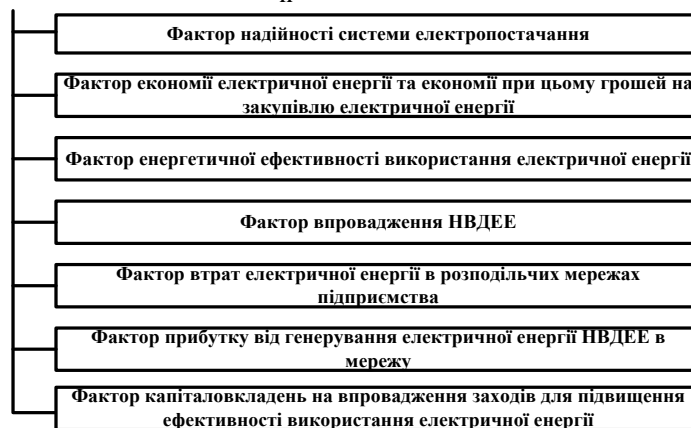 Фактор надійності системи електропостачання
Фактор економії електричної енергії та економії при цьому грошей на
закупівлю електричної енергії
Фактор енергетичної ефективності використання електричної енергії
Фактор впровадження НВДЕЕ
Фактор втрат електричної енергії в розподільчих мережах
підприємства
Фактор прибутку від генерування електричної енергії НВДЕЕ в
мережу
Фактор капіталовкладень на впровадження заходів для підвищення
ефективності використання електричної енергії